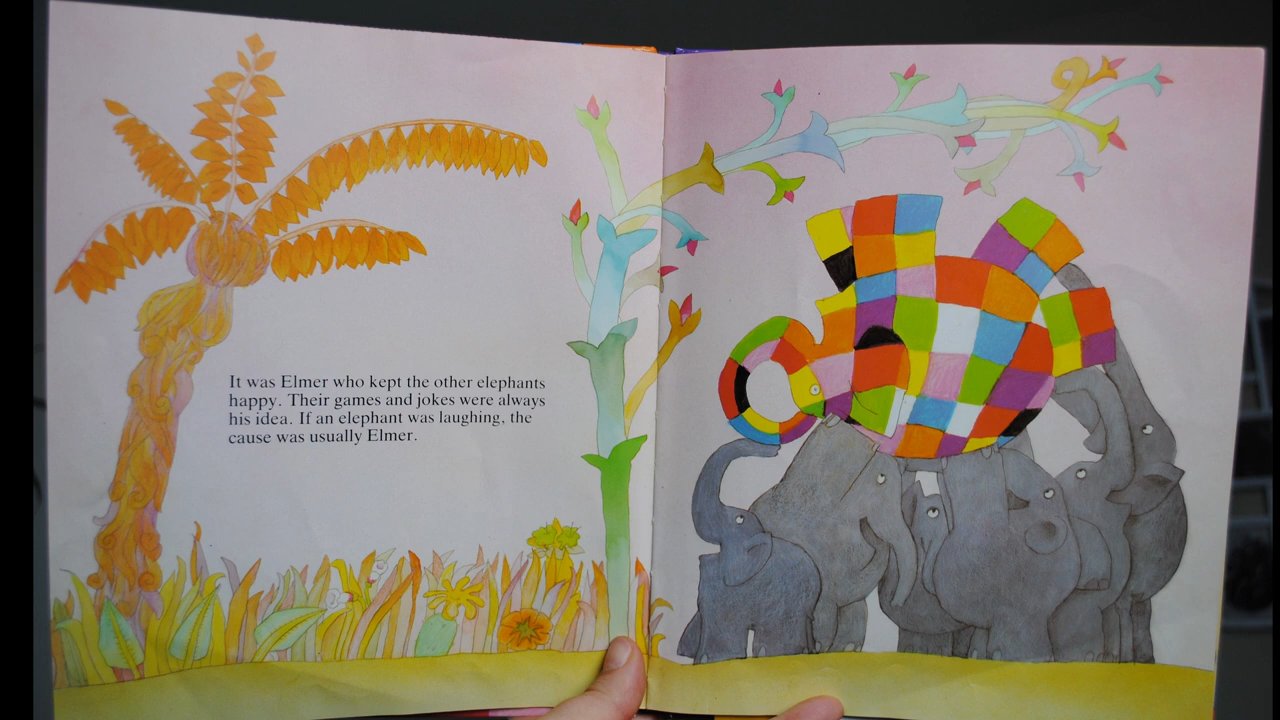 It was Elmer who kept the other elephants
happy. Their games and jokes were always
his idea. If an elephant was laughing, the
cause was usually Elmer.